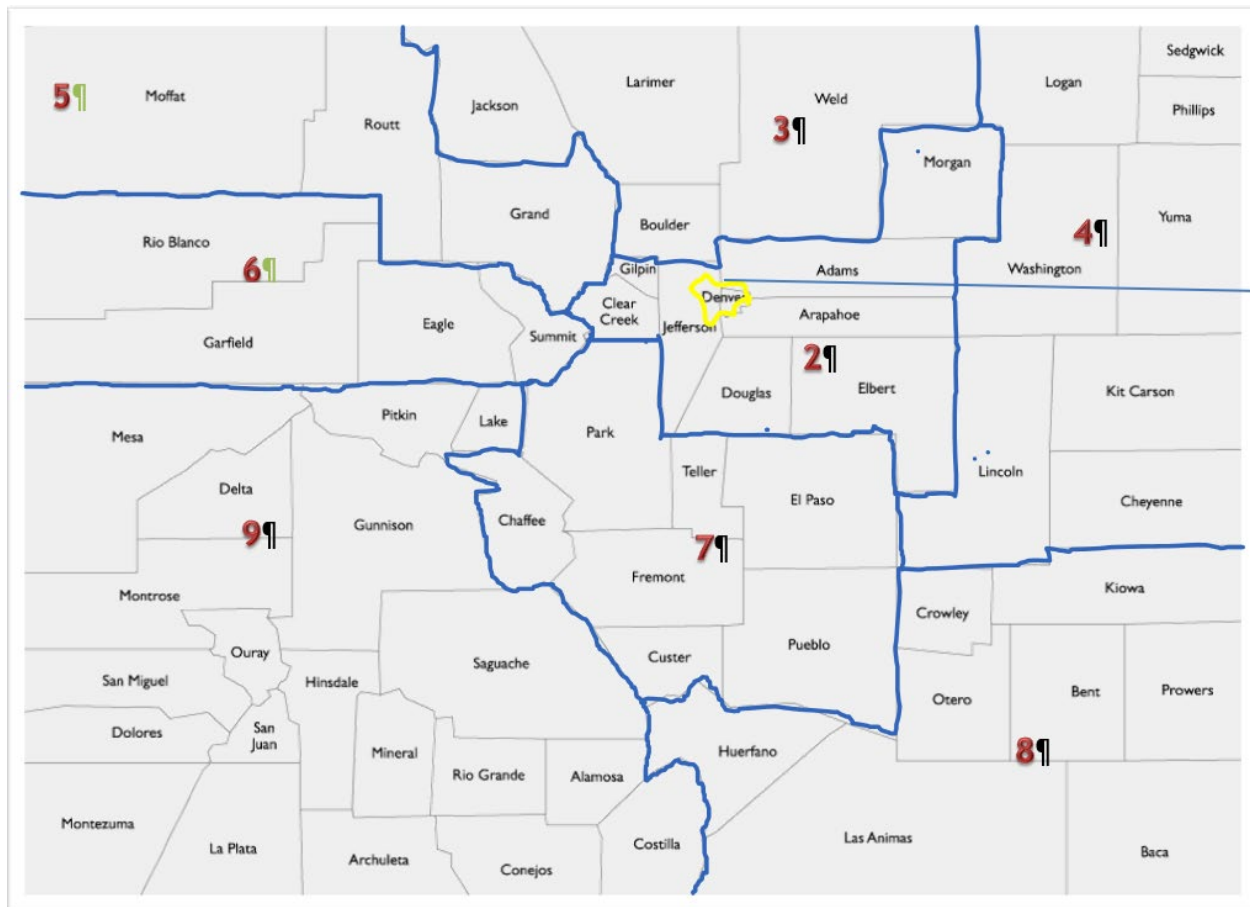 Sedgwick
Larimer
Logan
5¶
Moffat
Weld
Jackson
Phillips
Routt
3¶
Morgan
Grand
Yuma
Boulder
4¶
Rio Blanco
6¶
Gilpin
Adams
Washington
Denver
Clear
Creek
Arapahoe
Eagle
Jefferson
Summit
Garfield
2¶
Elbert
Kit Carson
Douglas
Pitkin
Lake
Mesa
Park
Teller
Lincoln
Delta
El Paso
Cheyenne
Chaffee
Gunnison
9¶
7¶
Fremont
Kiowa
Montrose
Crowley
Pueblo
Ouray
Custer
Saguache
San Miguel
Hinsdale
Otero
Bent
Prowers
San
Juan
Dolores
Mineral
Huerfano
8¶
Rio Grande
Alamosa
Montezuma
Las Animas
Costilla
La Plata
Baca
Archuleta
Conejos